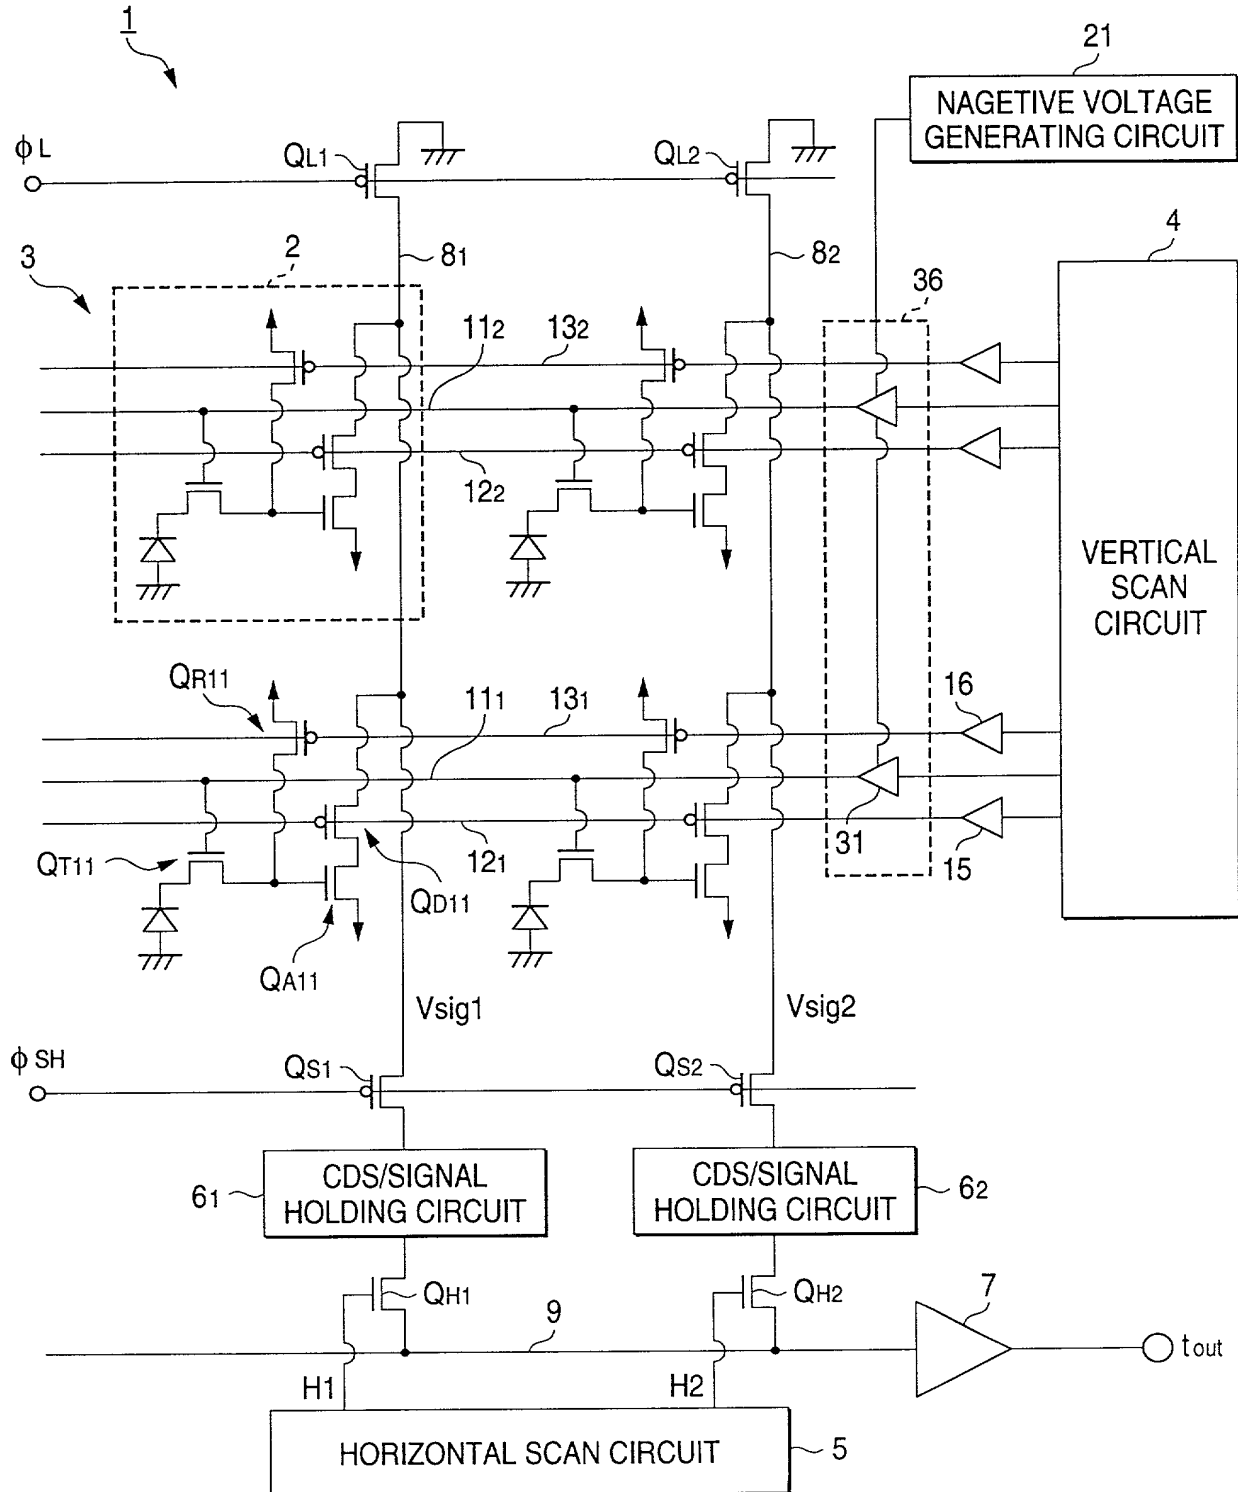 1
21
NAGETIVE VOLTAGE
GENERATING CIRCUIT
ϕL
QL1
QL2
4
3
2
81
82
36
112
132
122
VERTICAL
SCAN
CIRCUIT
QR11
111
131
16
QT11
121
31
15
QD11
QA11
Vsig1
Vsig2
ϕSH
QS1
QS2
61
CDS/SIGNAL
HOLDING CIRCUIT
CDS/SIGNAL
HOLDING CIRCUIT
62
QH1
QH2
7
9
tout
H1
H2
HORIZONTAL SCAN CIRCUIT
5